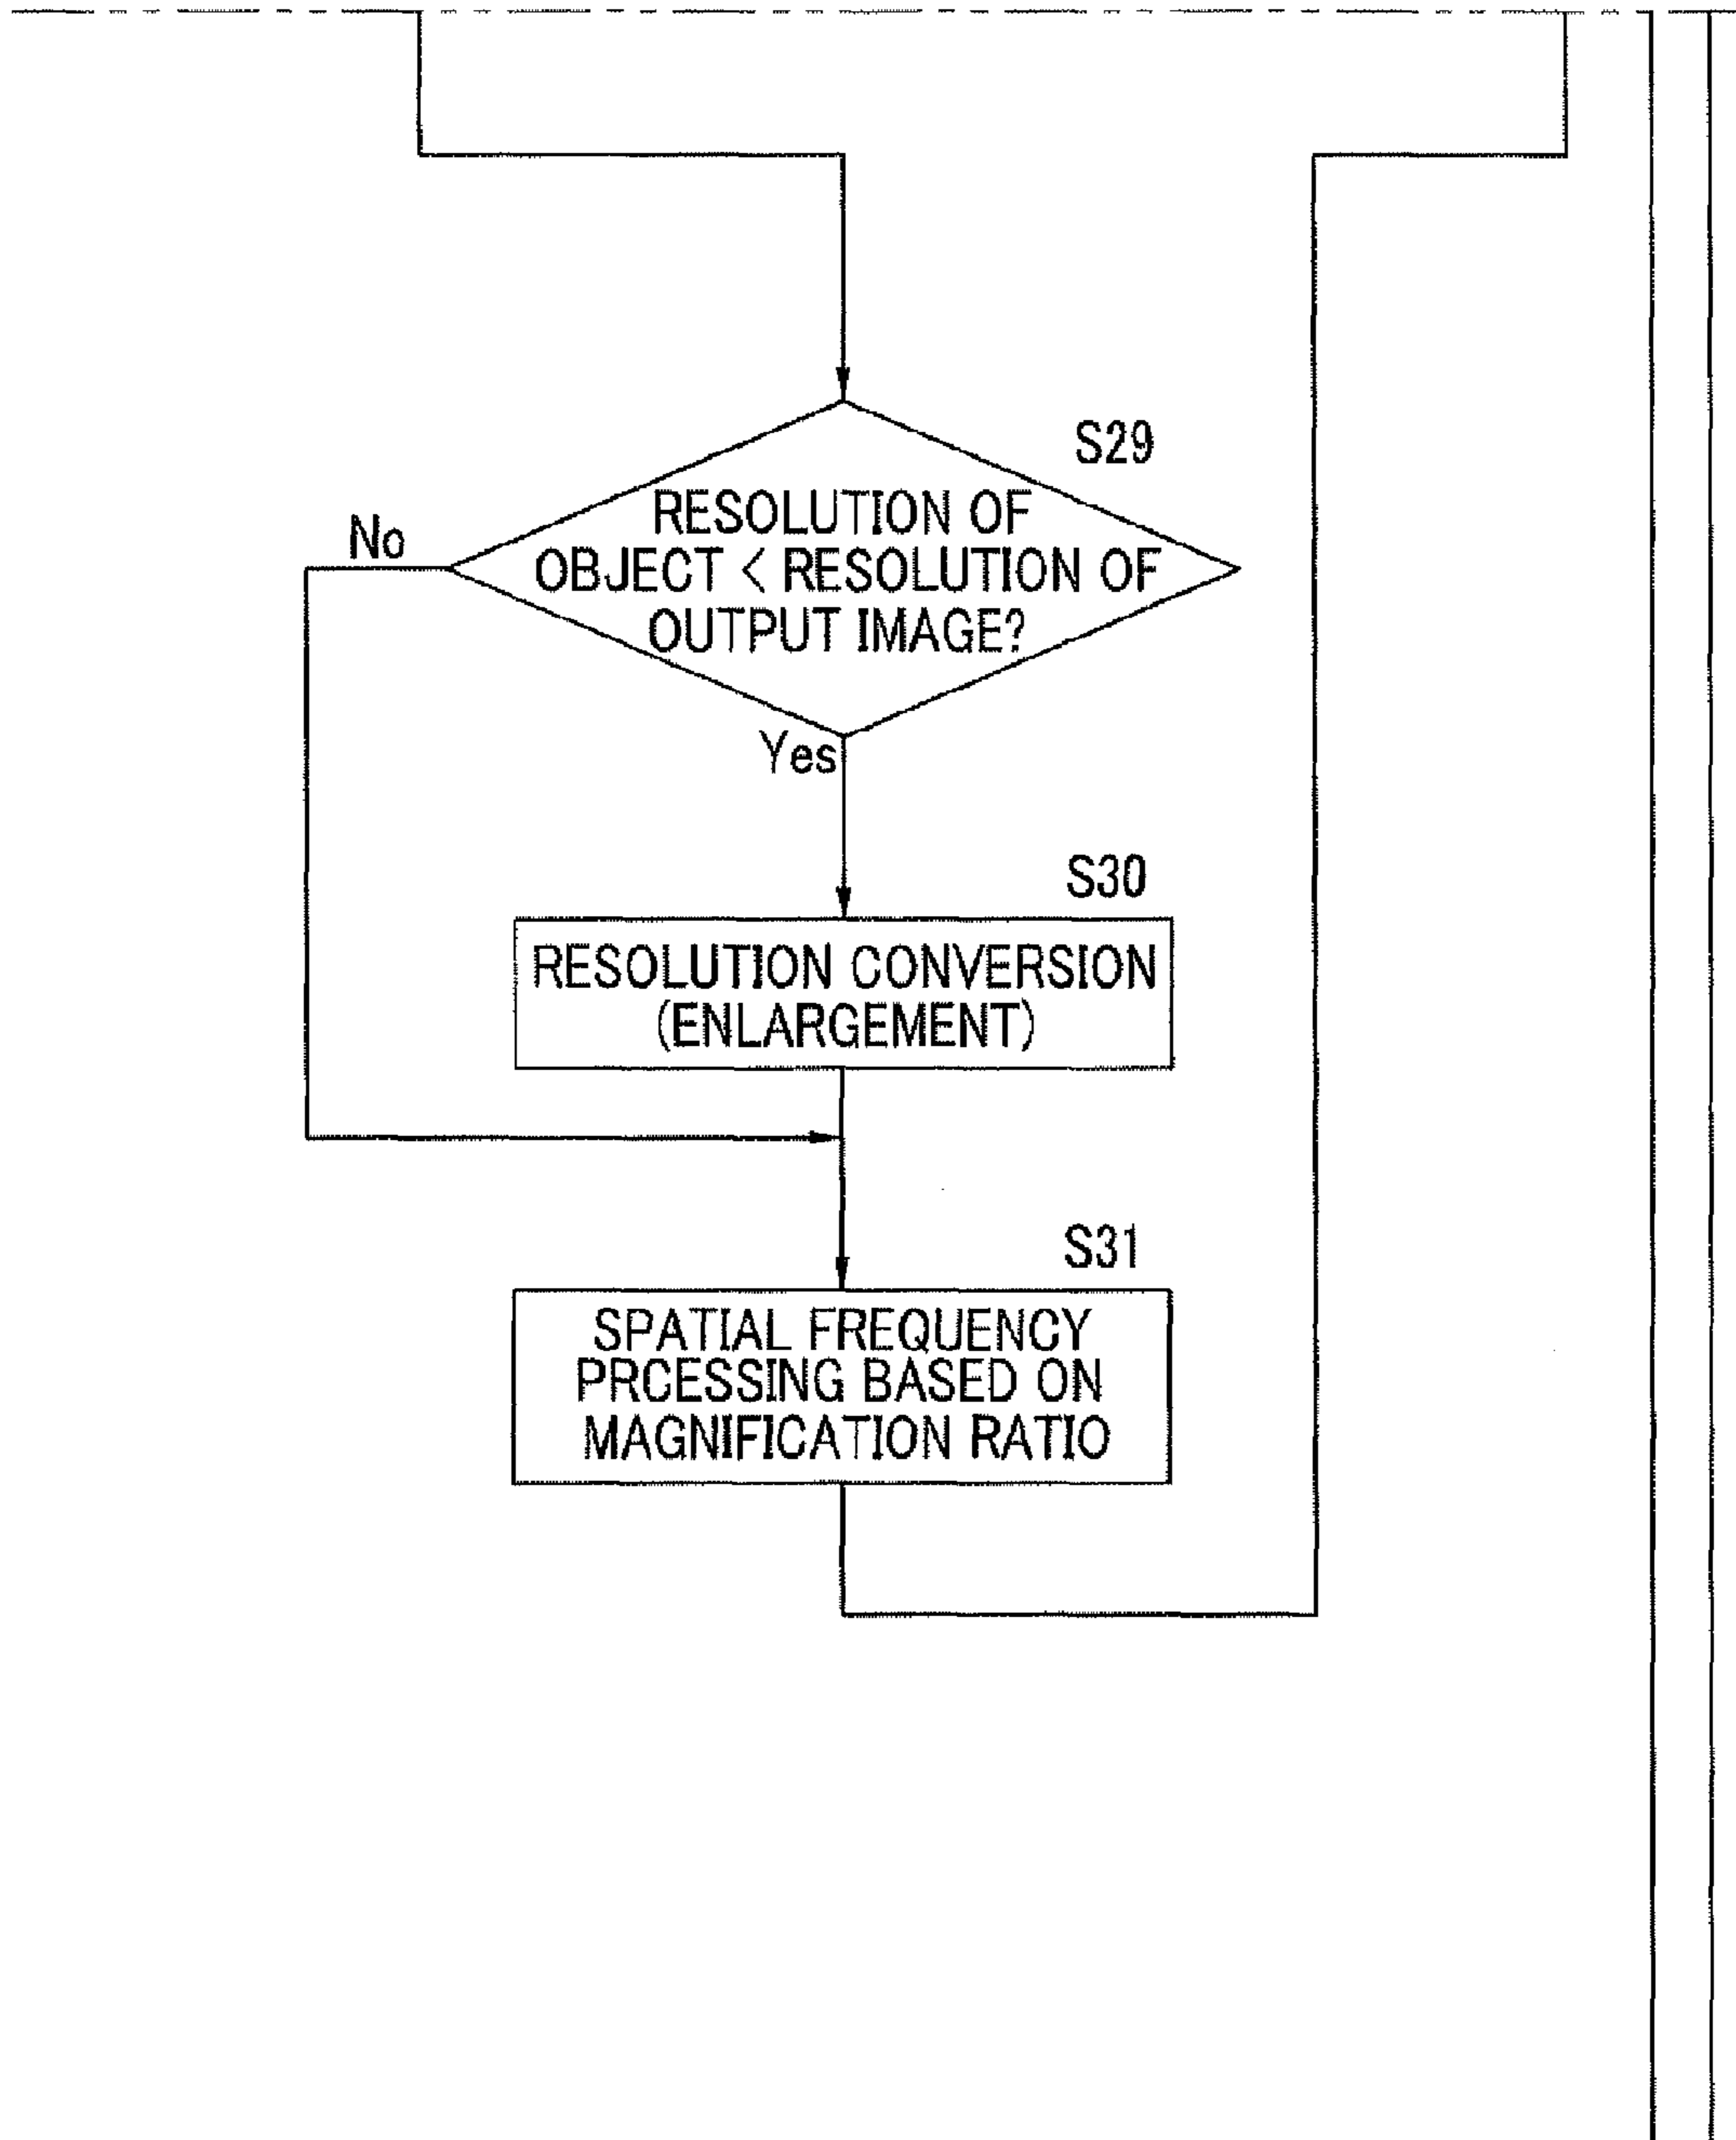 S29
RESOLUTION OF
OBJECT < RESOLUTION OF
OUTPUT IMAGE?
No
Yes
S30
RESOLUTION CONVERSION
(ENLARGEMENT)
S31
SPATIAL FREQUENCY
PRCESSING BASED ON
MAGNIFICATION RATIO